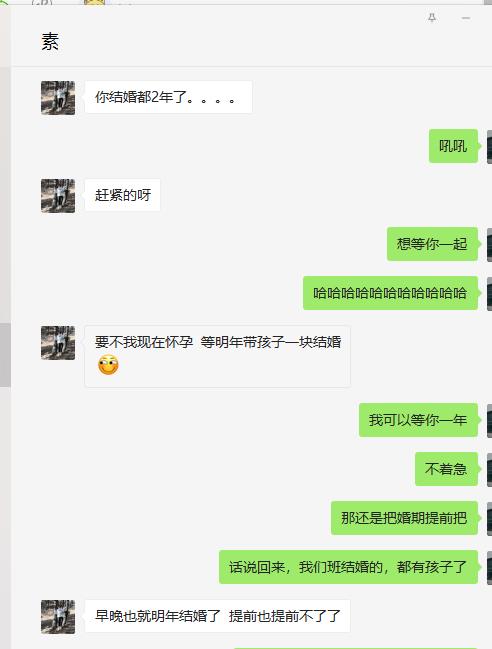 素
你结婚都2年了。。。。
吼吼
赶紧的呀
想等你一起
哈哈哈哈哈哈哈哈哈哈哈
要不我现在怀孕 等明年带孩子一块结婚
我可以等你一年
不着急
那还是把婚期提前把
话说回来，我们班结婚的，都有孩子了
早晚也就明年结婚了 提前也提前不了了